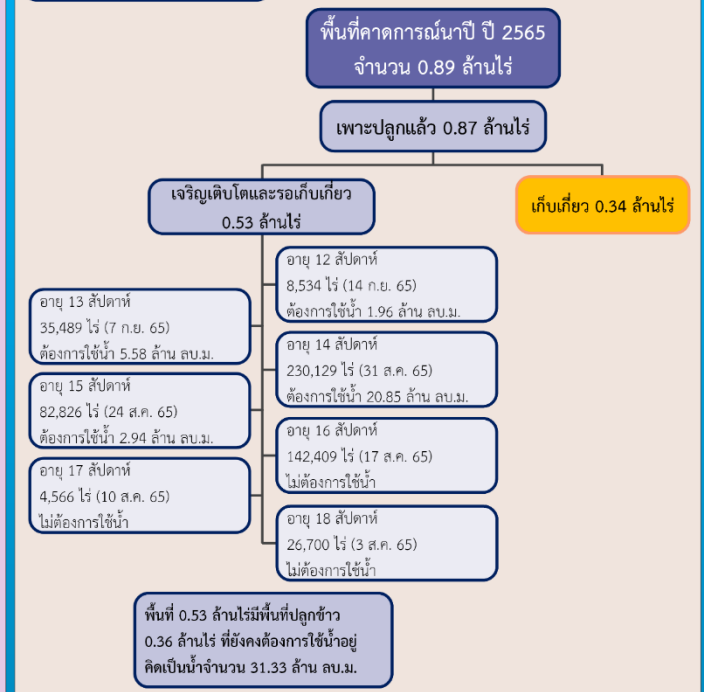 พื้นที่คาดการณ์นาปี ปี 2565
จำนวน 0.89 ล้านไร่
เพาะปลูกแล้ว 0.87 ล้านไร่
เจริญเติบโตและรอเก็บเกี่ยว
0.53 ล้านไร่
เก็บเกี่ยว 0.34 ล้านไร่
อายุ 12 สัปดาห์
8,534 ไร่ (14 ก.ย. 65)
ต้องการใช้น้ำ 1.96 ล้าน ลบ.ม.
อายุ 13 สัปดาห์
35,489 ไร่ (7 ก.ย. 65)
ต้องการใช้น้ำ 5.58 ล้าน ลบ.ม.
อายุ 14 สัปดาห์
230,129 ไร่ (31 ส.ค. 65)
ต้องการใช้น้ำ 20.85 ล้าน ลบ.ม.
อายุ 15 สัปดาห์
82,826 ไร่ (24 ส.ค. 65)
ต้องการใช้น้ำ 2.94 ล้าน ลบ.ม.
อายุ 16 สัปดาห์
142,409 ไร่ (17 ส.ค. 65)
ไม่ต้องการใช้น้ำ
อายุ 17 สัปดาห์
4,566 ไร่ (10 ส.ค. 65)
ไม่ต้องการใช้น้ำ
อายุ 18 สัปดาห์
26,700 ไร่ (3 ส.ค. 65)
ไม่ต้องการใช้น้ำ
พื้นที่ 0.53 ล้านไร่มีพื้นที่ปลูกข้าว
0.36 ล้านไร่ ที่ยังคงต้องการใช้น้ำอยู่
คิดเป็นน้ำจำนวน 31.33 ล้าน ลบ.ม.